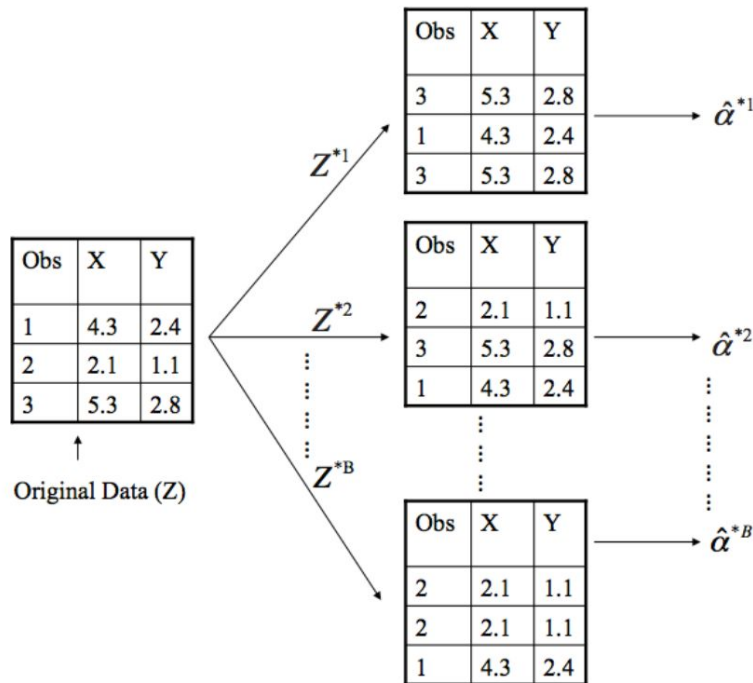 Obs X Y
3 5.3 2.8
1 4.3 2.4
3 5.3 2.8
α̂*1
Z*1
Obs X Y
1 4.3 2.4
2 2.1 1.1
3 5.3 2.8
Original Data (Z)
Z*2
Obs X Y
2 2.1 1.1
3 5.3 2.8
1 4.3 2.4
α̂*2
Z*B
Obs X Y
2 2.1 1.1
2 2.1 1.1
1 4.3 2.4
α̂*B